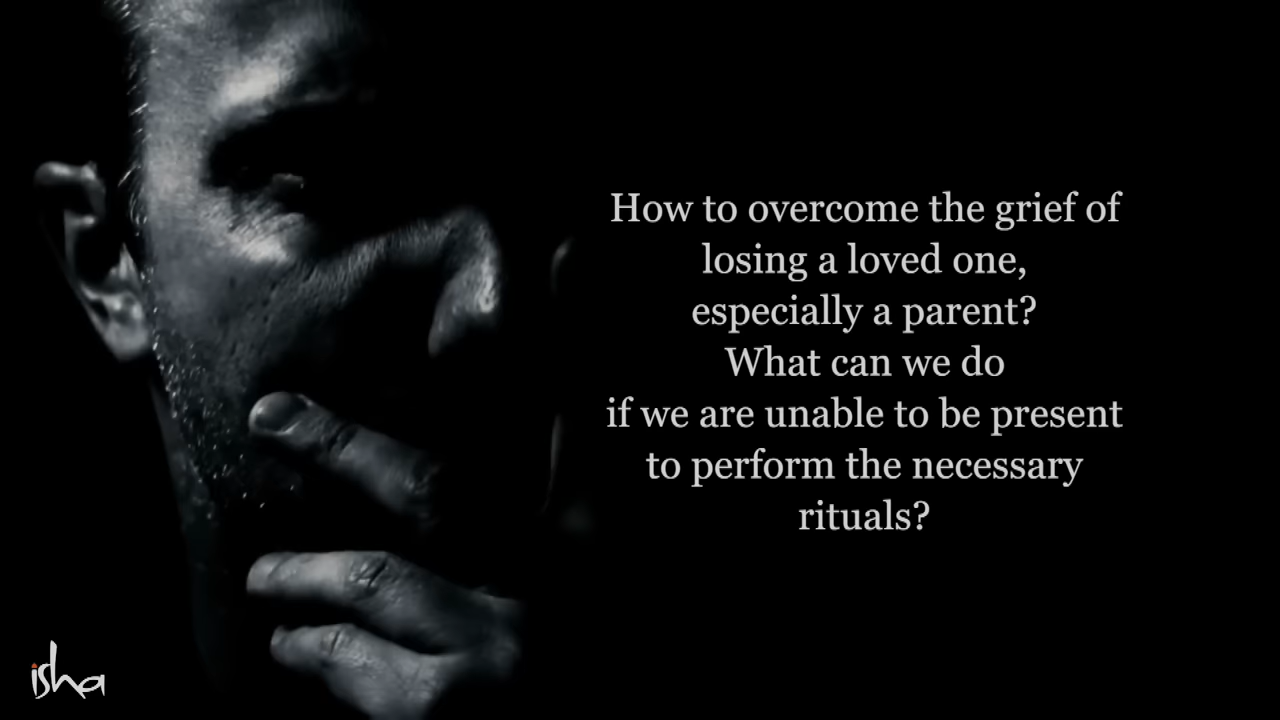 How to overcome the grief of
losing a loved one,
especially a parent?
What can we do
if we are unable to be present
to perform the necessary
rituals?
isha